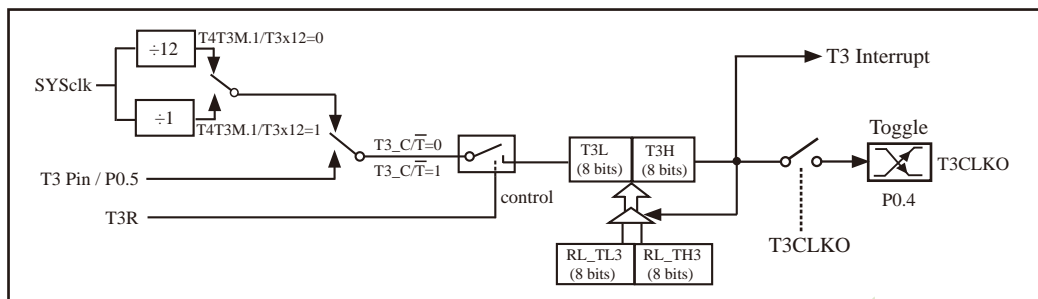 ÷12
T4T3M.1/T3x12=0
SYSclk
÷1
T4T3M.1/T3x12=1
T3 Pin / P0.5
T3R
T3_C/T̅=0
T3_C/T̅=1
control
T3L
(8 bits)
T3H
(8 bits)
RL_TL3
(8 bits)
RL_TH3
(8 bits)
T3 Interrupt
Toggle
T3CLKO
P0.4
T3CLKO